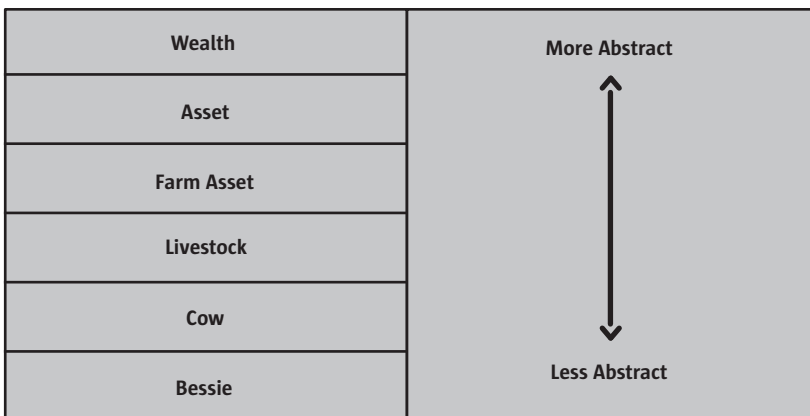 Wealth
More Abstract
Asset
Farm Asset
Livestock
Cow
Less Abstract
Bessie